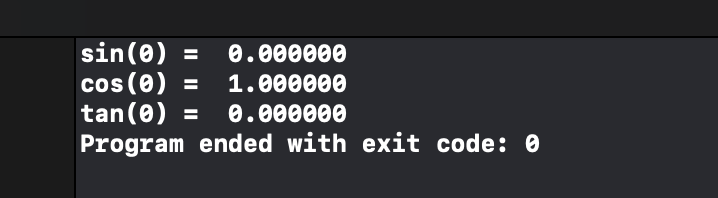 sin(0) =  0.000000
cos(0) =  1.000000
tan(0) =  0.000000
Program ended with exit code: 0